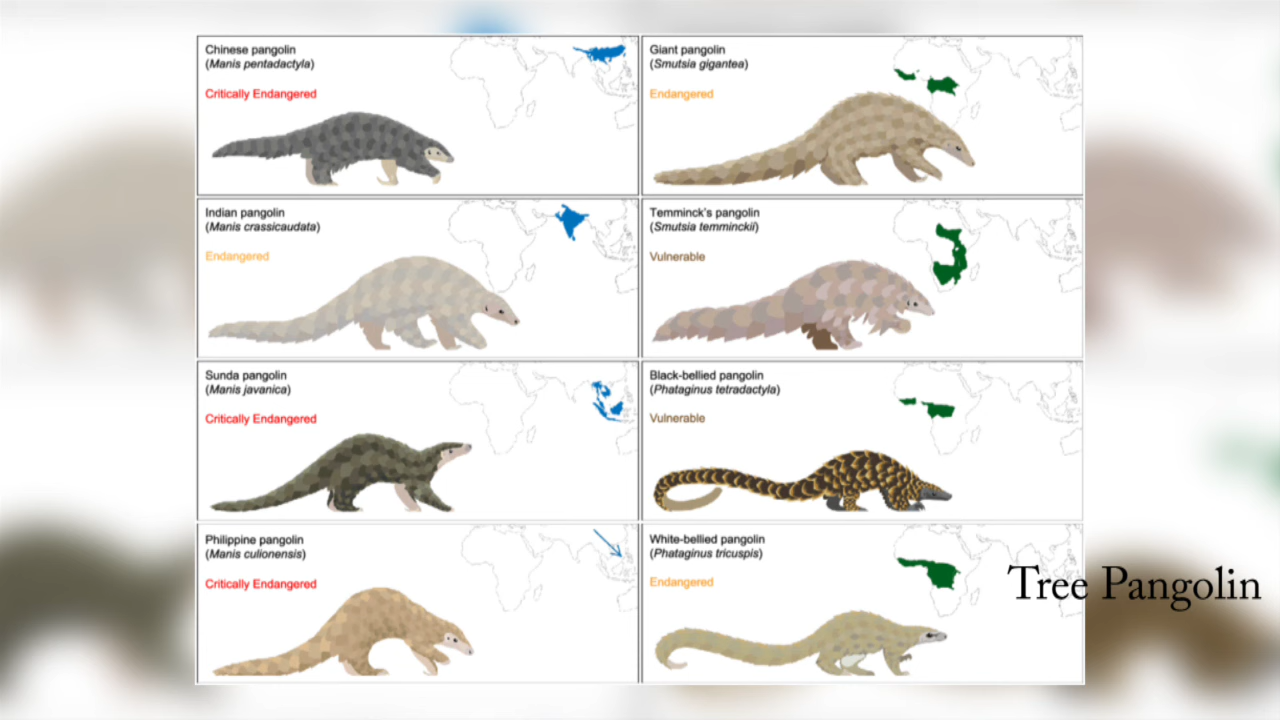 Chinese pangolin
(Manis pentadactyla)
Critically Endangered
Giant pangolin
(Smutsia gigantea)
Endangered
Indian pangolin
(Manis crassicaudata)
Endangered
Temminck's pangolin
(Smutsia temminckii)
Vulnerable
Sunda pangolin
(Manis javanica)
Critically Endangered
Black-bellied pangolin
(Phataginus tetradactyla)
Vulnerable
Philippine pangolin
(Manis culionensis)
Critically Endangered
White-bellied pangolin
(Phataginus tricuspis)
Endangered
Tree Pangolin